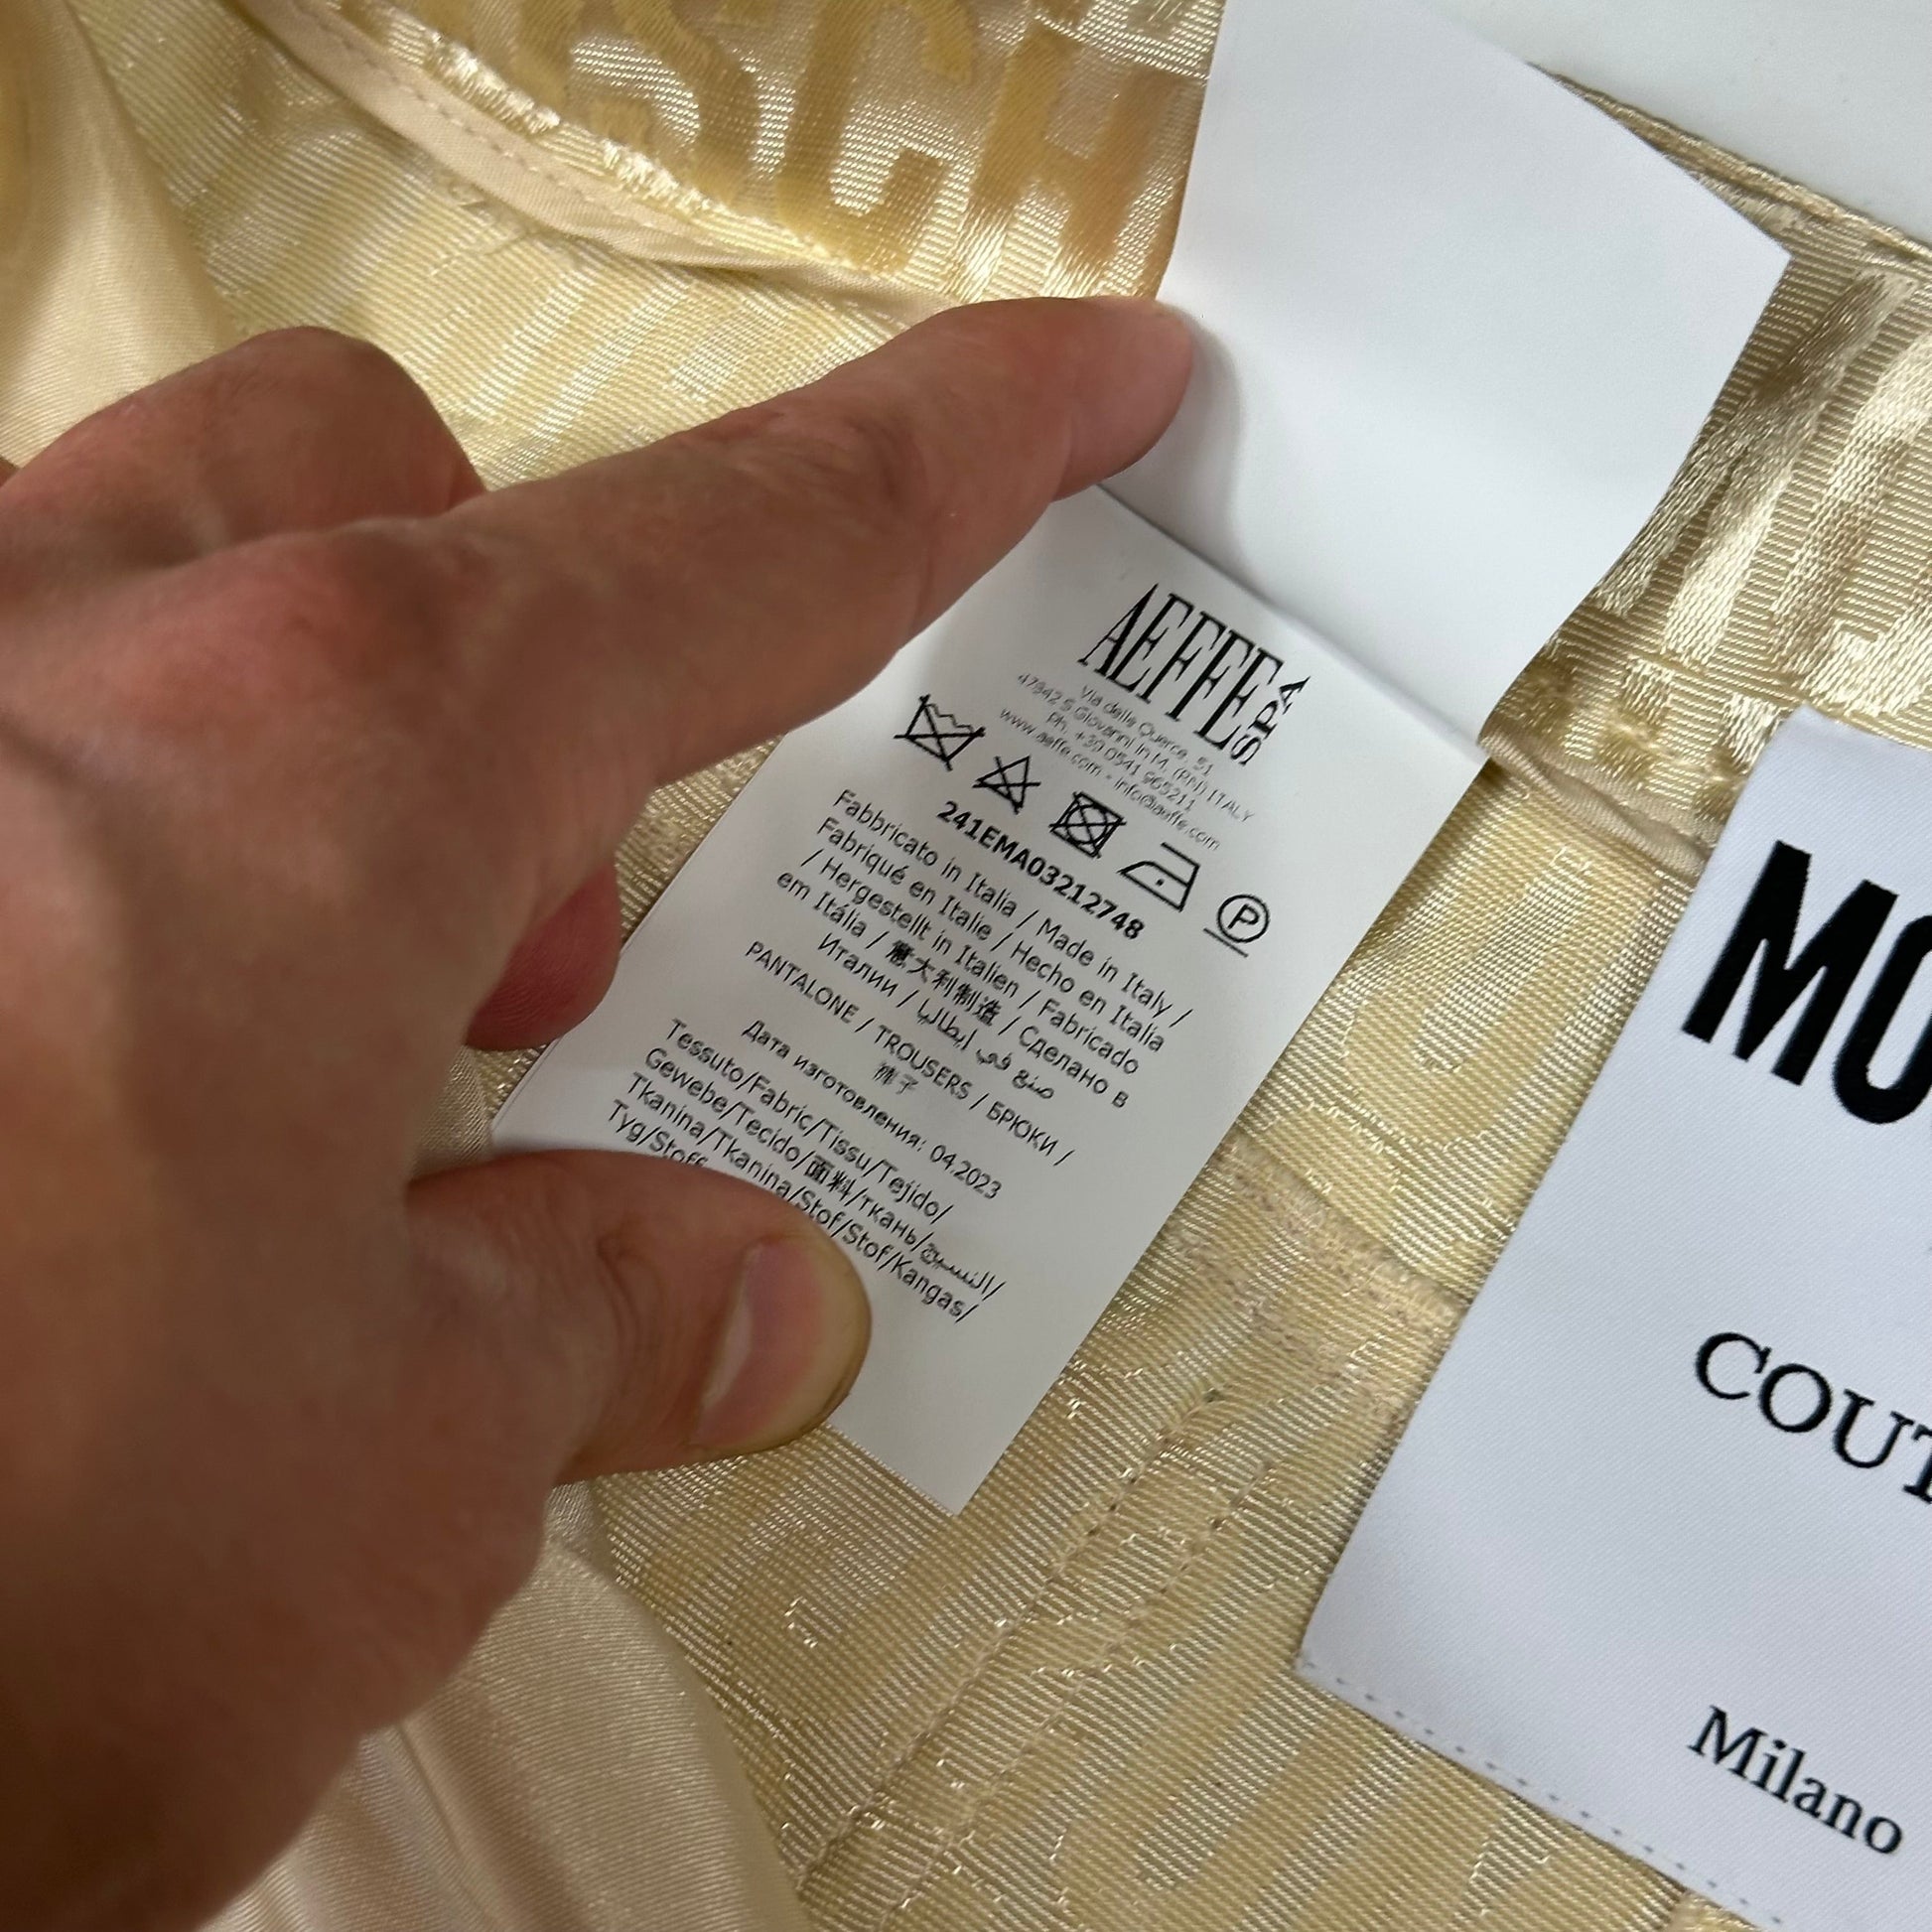 SCH
AEFFE SPA
Via delle Querce, 51
47842 S.Giovanni in M. (RN) ITALY
Ph. +39 0541 965211
www.aeffe.com - info@aeffe.com
P
241EMA03212748
Fabbricato in Italia / Made in Italy /
Fabriqué en Italie / Hecho en Italia
/ Hergestellt in Italien / Fabricado
em Itália / 意大利制造 / Сделано в
Италии / صنع في إيطاليا
PANTALONE / TROUSERS / БРЮКИ /
裤子
Дата изготовления: 04.2023
Tessuto/Fabric/Tissu/Tejido/
Gewebe/Tecido/面料/ткань/النسيج/
Tkanina/Tkanina/Stof/Stof/Kangas/
Tyg/Stoff
MO
COUT
Milano